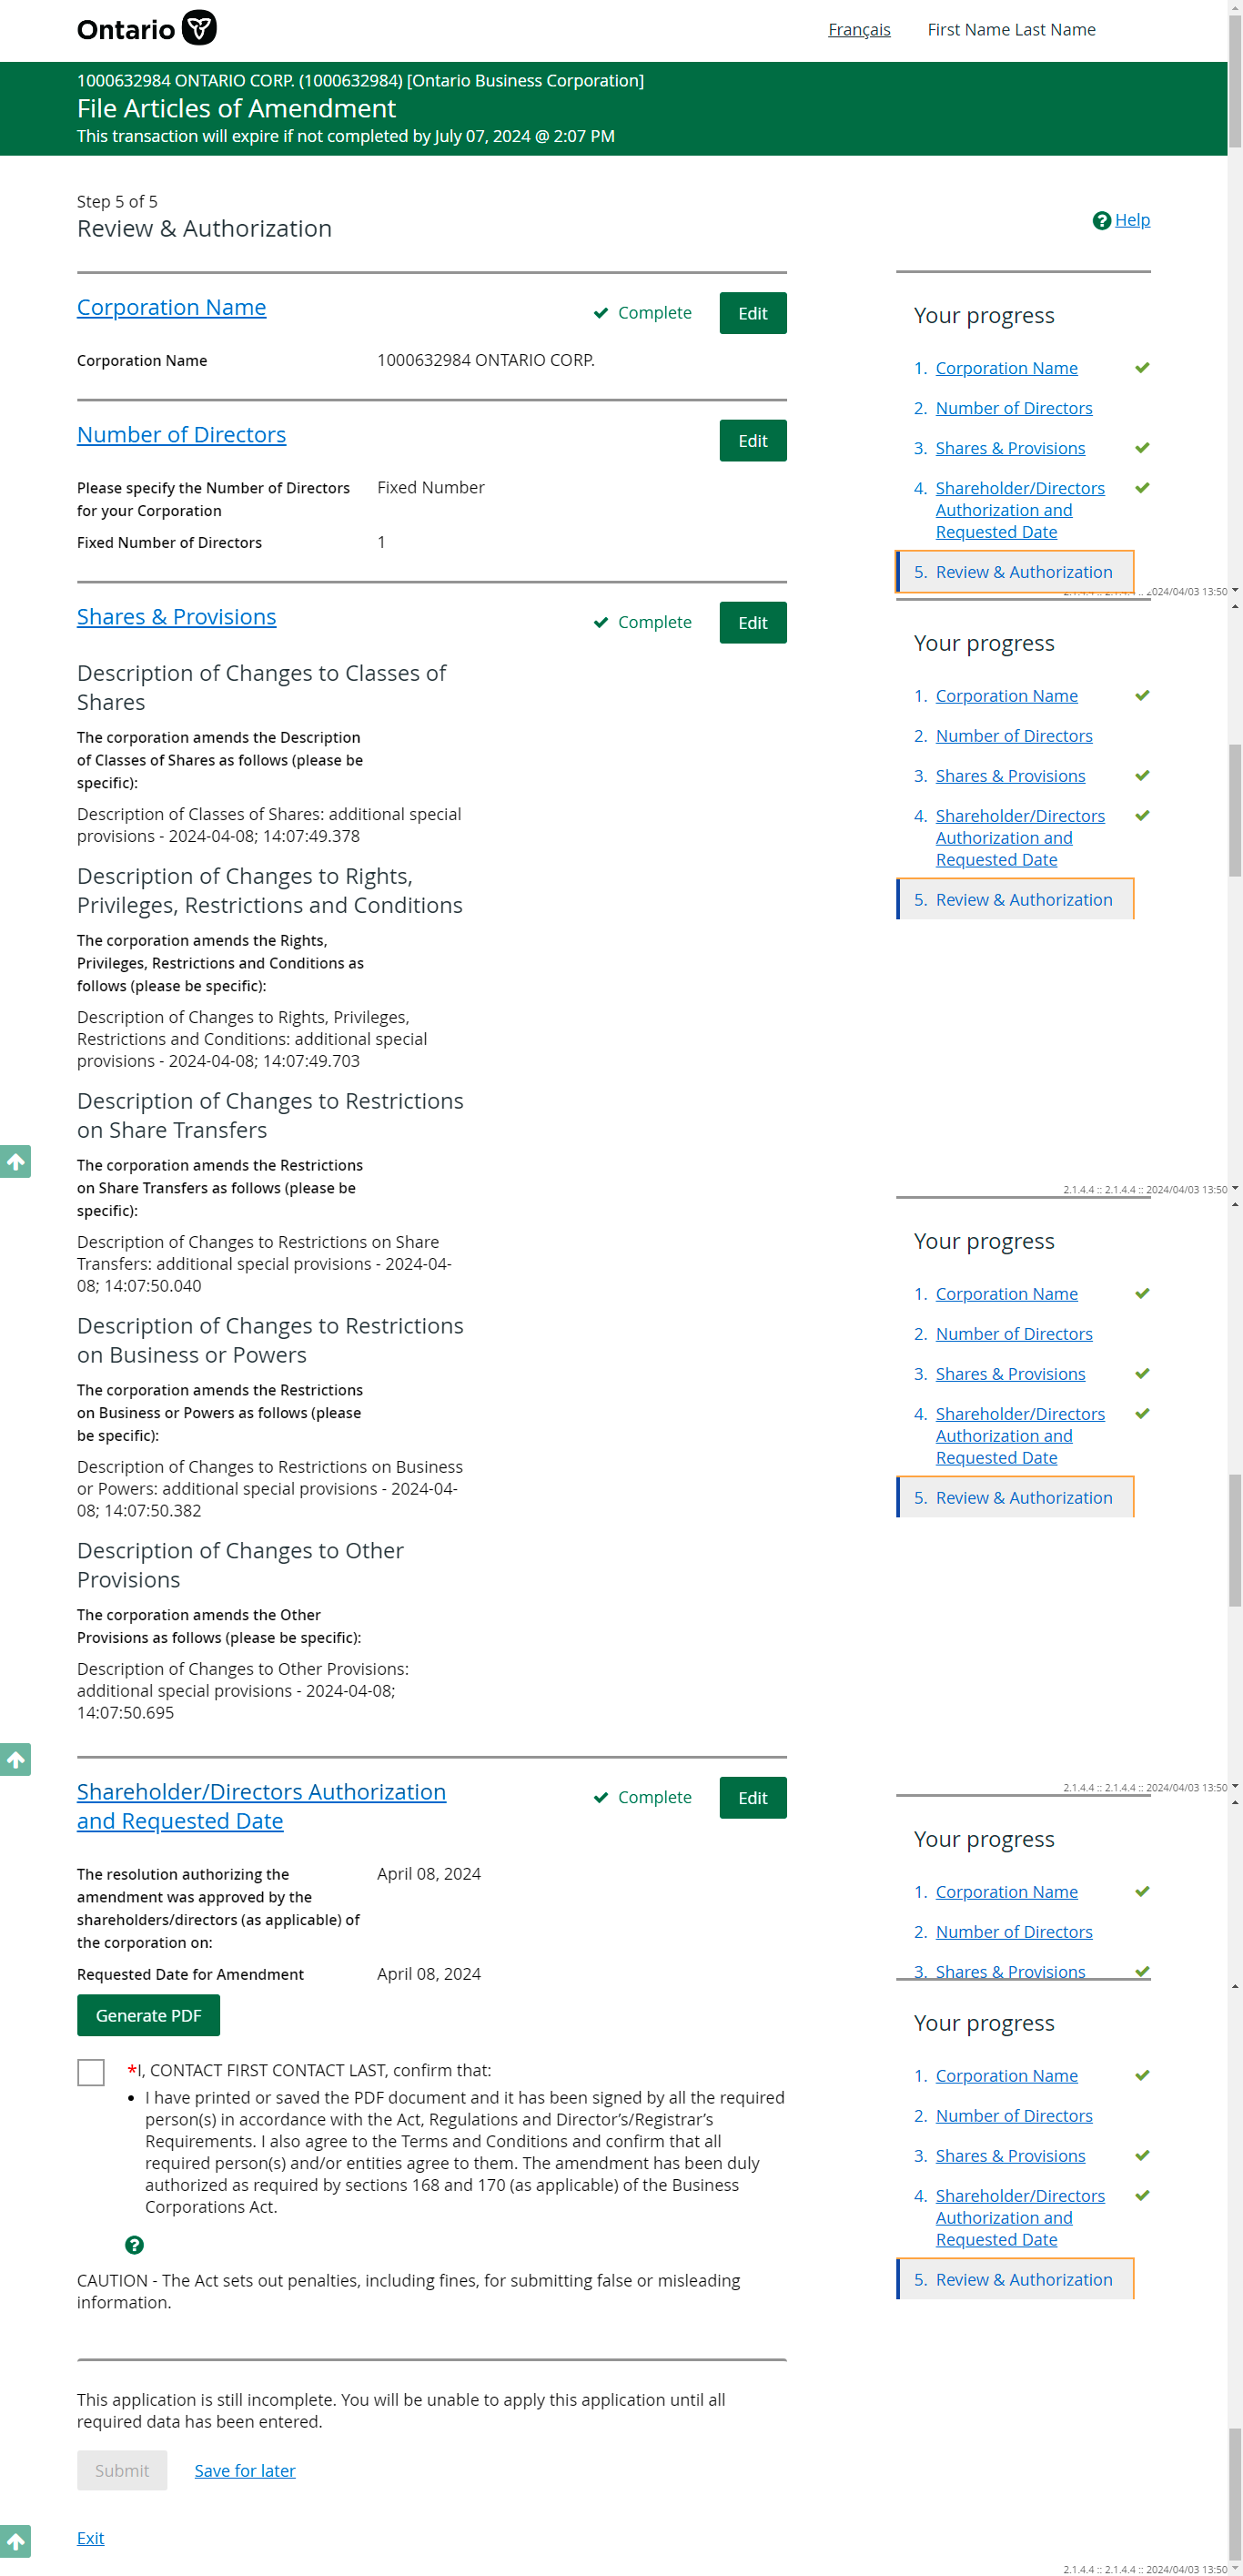 Ontario
Français
First Name Last Name
1000632984 ONTARIO CORP. (1000632984) [Ontario Business Corporation]
File Articles of Amendment
This transaction will expire if not completed by July 07, 2024 @ 2:07 PM
Step 5 of 5
Review & Authorization
Help
Corporation Name
Complete
Edit
Corporation Name
1000632984 ONTARIO CORP.
Number of Directors
Edit
Please specify the Number of Directors
for your Corporation
Fixed Number
Fixed Number of Directors
1
Your progress
1. Corporation Name
2. Number of Directors
3. Shares & Provisions
4. Shareholder/Directors
Authorization and
Requested Date
5. Review & Authorization
2.1.4.4 :: 2.1.4.4 :: 2024/04/03 13:50
Shares & Provisions
Complete
Edit
Description of Changes to Classes of
Shares
The corporation amends the Description
of Classes of Shares as follows (please be
specific):
Description of Classes of Shares: additional special
provisions - 2024-04-08; 14:07:49.378
Description of Changes to Rights,
Privileges, Restrictions and Conditions
The corporation amends the Rights,
Privileges, Restrictions and Conditions as
follows (please be specific):
Description of Changes to Rights, Privileges,
Restrictions and Conditions: additional special
provisions - 2024-04-08; 14:07:49.703
Description of Changes to Restrictions
on Share Transfers
The corporation amends the Restrictions
on Share Transfers as follows (please be
specific):
Your progress
1. Corporation Name
2. Number of Directors
3. Shares & Provisions
4. Shareholder/Directors
Authorization and
Requested Date
5. Review & Authorization
2.1.4.4 :: 2.1.4.4 :: 2024/04/03 13:50
Description of Changes to Restrictions on Share
Transfers: additional special provisions - 2024-04-
08; 14:07:50.040
Description of Changes to Restrictions
on Business or Powers
The corporation amends the Restrictions
on Business or Powers as follows (please
be specific):
Description of Changes to Restrictions on Business
or Powers: additional special provisions - 2024-04-
08; 14:07:50.382
Description of Changes to Other
Provisions
The corporation amends the Other
Provisions as follows (please be specific):
Description of Changes to Other Provisions:
additional special provisions - 2024-04-08;
14:07:50.695
Your progress
1. Corporation Name
2. Number of Directors
3. Shares & Provisions
4. Shareholder/Directors
Authorization and
Requested Date
5. Review & Authorization
2.1.4.4 :: 2.1.4.4 :: 2024/04/03 13:50
Shareholder/Directors Authorization
and Requested Date
Complete
Edit
The resolution authorizing the
amendment was approved by the
shareholders/directors (as applicable) of
the corporation on:
April 08, 2024
Requested Date for Amendment
April 08, 2024
Your progress
1. Corporation Name
2. Number of Directors
3. Shares & Provisions
Generate PDF
*I, CONTACT FIRST CONTACT LAST, confirm that:
• I have printed or saved the PDF document and it has been signed by all the required
person(s) in accordance with the Act, Regulations and Director's/Registrar's
Requirements. I also agree to the Terms and Conditions and confirm that all
required person(s) and/or entities agree to them. The amendment has been duly
authorized as required by sections 168 and 170 (as applicable) of the Business
Corporations Act.
CAUTION - The Act sets out penalties, including fines, for submitting false or misleading
information.
Your progress
1. Corporation Name
2. Number of Directors
3. Shares & Provisions
4. Shareholder/Directors
Authorization and
Requested Date
5. Review & Authorization
This application is still incomplete. You will be unable to apply this application until all
required data has been entered.
Submit
Save for later
Exit
2.1.4.4 :: 2.1.4.4 :: 2024/04/03 13:50